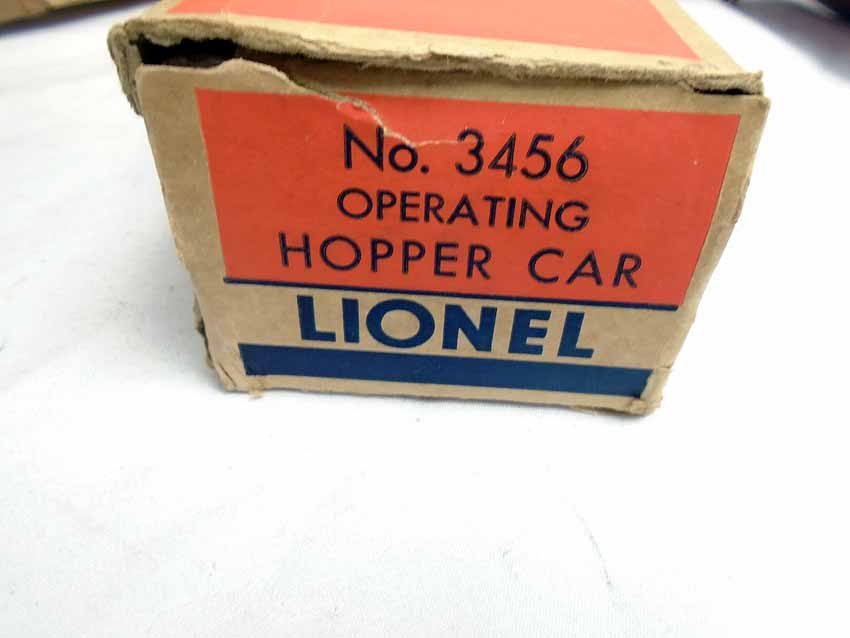 No. 3456
OPERATING
HOPPER CAR
LIONEL